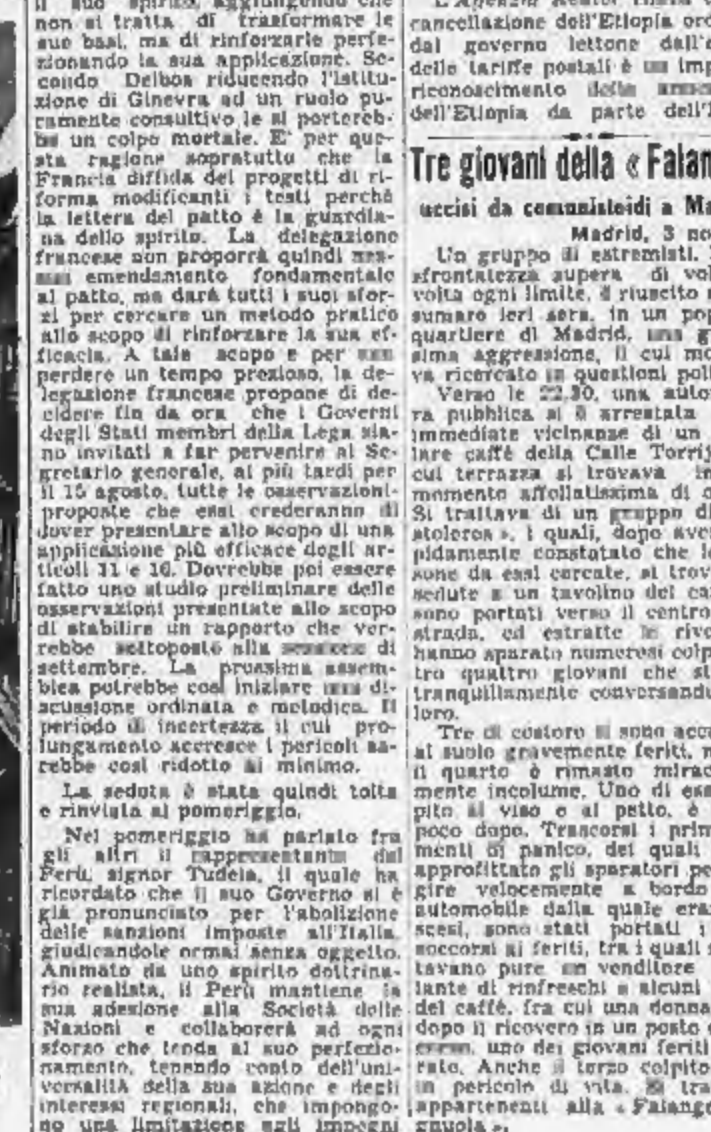 il suo spirito, aggiungendo che
non si tratta di trasformare le
sue basi, ma di rinforzarle perfe-
zionando la sua applicazione. Se-
condo Delbos riducendo l'istitu-
zione di Ginevra ad un ruolo pu-
ramente consultivo le si portereb-
be un colpo mortale. E' per que-
sta ragione sopratutto che la
Francia diffida dei progetti di ri-
forma modificanti i testi perchè
la lettera del patto è la guardia-
na dello spirito. La delegazione
francese non proporrà quindi nes-
sun emendamento fondamentale
al patto, ma darà tutti i suoi sfor-
zi per cercare un metodo pratico
allo scopo di rinforzare la sua ef-
ficacia. A tale scopo e per non
perdere un tempo prezioso, la de-
legazione francese propone di de-
cidere fin da ora che i Governi
degli Stati membri della Lega sia-
no invitati a far pervenire al Se-
gretario generale, al più tardi per
il 15 agosto, tutte le osservazioni-
proposte che essi crederanno di
dover presentare allo scopo di una
applicazione più efficace degli ar-
ticoli 11 e 16. Dovrebbe poi essere
fatto uno studio preliminare delle
osservazioni presentate allo scopo
di stabilire un rapporto che ver-
rebbe sottoposto alla sessione di
settembre. La prossima assem-
blea potrebbe così iniziare una di-
scussione ordinata e metodica. Il
periodo di incertezza il cui pro-
lungamento accresce i pericoli sa-
rebbe così ridotto al minimo.
La seduta è stata quindi tolta
e rinviata al pomeriggio.
Nel pomeriggio ha parlato fra
gli altri il rappresentante del
Perù, signor Tudela, il quale ha
ricordato che il suo Governo si è
già pronunciato per l'abolizione
delle sanzioni imposte all'Italia,
giudicandole ormai senza oggetto.
Animato da uno spirito dottrina-
rio realista, il Perù mantiene la
sua adesione alla Società delle
Nazioni e collaborerà ad ogni
sforzo che tenda al suo perfezio-
namento, tenendo conto dell'uni-
versalità della sua azione e degli
interessi regionali, che impongo-
no una limitazione agli impegni
cancellazione dell'Etiopia
dal governo lettone
delle tariffe postali è un
riconoscimento della
dell'Etiopia da parte
Tre giovani della « Falan
uccisi da comunistoidi a Ma
Madrid, 3
Un gruppo di estremisti,
sfrontatezza supera di
volta ogni limite, è riuscito
sumare ieri sera, in un
quartiere di Madrid, una
sima aggressione, il cui
va ricercato in questioni
Verso le 22.30, una
ra pubblica si è arrestata
immediate vicinanze di un
lare caffè della Calle
cui terrazza si trovava
momento affollatissima di
Si trattava di un gruppo di
stoleros », i quali, dopo
pidamente constatato che
sone da essi cercate, si
sedute a un tavolino del
sono portati verso il centro
strada, ed estratte le
hanno sparato numerosi
tro quattro giovani che
tranquillamente conversando
loro.
Tre di costoro si sono
al suolo gravemente feriti,
il quarto è rimasto
mente incolume. Uno di
pito al viso e al petto, è
poco dopo. Trascorsi i
menti di panico, dei quali
approfittato gli sparatori
gire velocemente a bordo
automobile dalla quale
scesi, sono stati portati i
soccorsi ai feriti, tra i quali
tavano pure un venditore
lante di rinfreschi e alcuni
del caffè, fra cui una donna
dopo il ricovero in un posto
uno dei giovani feriti
rato. Anche il terzo colpito
in pericolo di vita. Si
appartenenti alla « Falange
gnuola ».